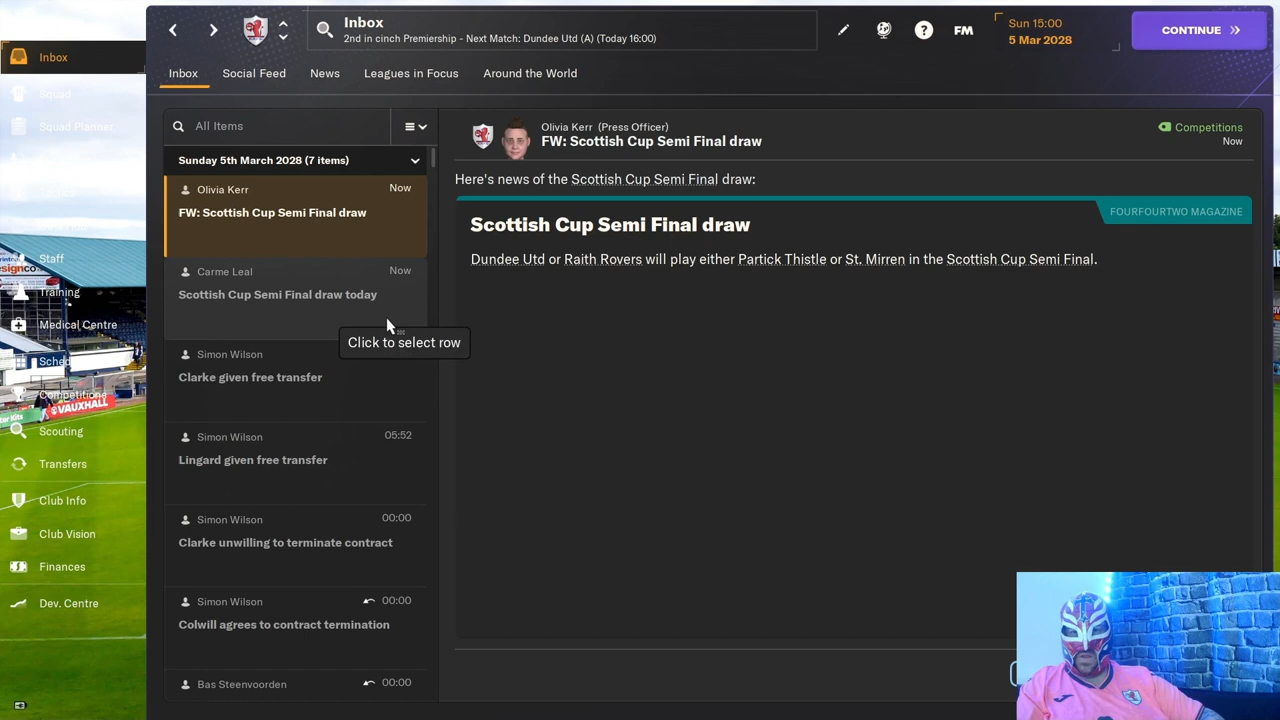 Inbox
2nd in cinch Premiership - Next Match: Dundee Utd (A) (Today 16:00)
FM
Sun 15:00
5 Mar 2028
CONTINUE
Inbox
Social Feed
News
Leagues in Focus
Around the World
Inbox
Squad
Squad Planner
Staff
Training
Medical Centre
Sched
Competitions
Scouting
Transfers
Club Info
Club Vision
Finances
Dev. Centre
VAUXHALL
All Items
Sunday 5th March 2028 (7 items)
Olivia Kerr
Now
FW: Scottish Cup Semi Final draw
Carme Leal
Now
Scottish Cup Semi Final draw today
Click to select row
Simon Wilson
Clarke given free transfer
Simon Wilson
05:52
Lingard given free transfer
Simon Wilson
00:00
Clarke unwilling to terminate contract
Simon Wilson
00:00
Colwill agrees to contract termination
Bas Steenvoorden
00:00
Olivia Kerr (Press Officer)
FW: Scottish Cup Semi Final draw
Competitions
Now
Here's news of the Scottish Cup Semi Final draw:
FOURFOURTWO MAGAZINE
Scottish Cup Semi Final draw
Dundee Utd or Raith Rovers will play either Partick Thistle or St. Mirren in the Scottish Cup Semi Final.